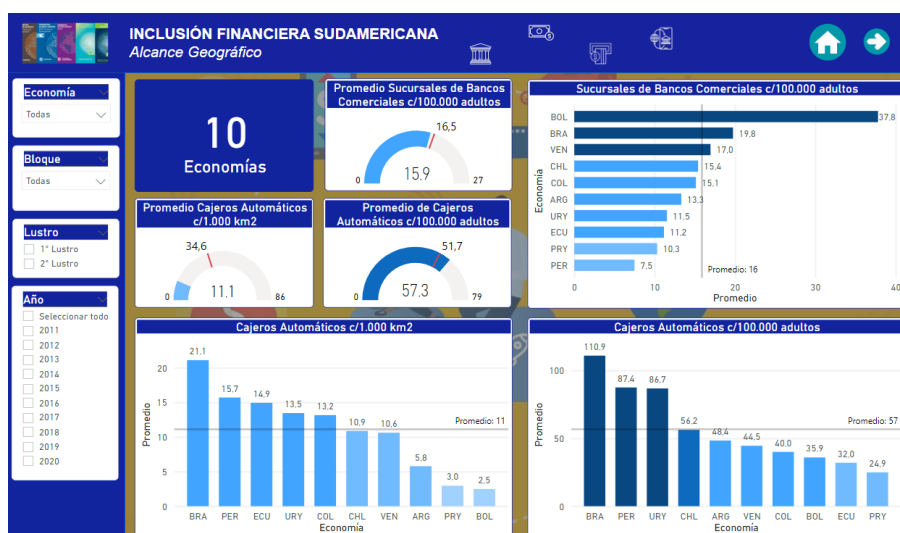 INCLUSIÓN FINANCIERA SUDAMERICANA
Alcance Geográfico
Economía
Todas
Bloque
Todas
Lustro
1° Lustro
2° Lustro
Año
Seleccionar todo
2011
2012
2013
2014
2015
2016
2017
2018
2019
2020
10
Economías
Promedio Sucursales de Bancos
Comerciales c/100.000 adultos
16,5
15.9
0
27
Promedio Cajeros Automáticos
c/1.000 km2
34,6
11.1
0
86
Promedio de Cajeros
Automáticos c/100.000 adultos
51,7
57.3
0
79
Sucursales de Bancos Comerciales c/100.000 adultos
Economía
BOL 37,8
BRA 19,8
VEN 17,0
CHL 15,4
COL 15,1
ARG 13,3
URY 11,5
ECU 11,2
PRY 10,3
PER 7,5
Promedio: 16
0 10 20 30 40
Promedio
Cajeros Automáticos c/1.000 km2
Promedio
20
15
10
5
0
21,1 15.7 14.9 13.5 13.2 10,9 10,6 5,8 3.0 2.5
Promedio: 11
BRA PER ECU URY COL CHL VEN ARG PRY BOL
Economía
Cajeros Automáticos c/100.000 adultos
Promedio
100
50
0
110,9 87,4 86,7 56,2 48,4 44,5 40,0 35,9 32,0 24,9
Promedio: 57
BRA PER URY CHL ARG VEN COL BOL ECU PRY
Economía